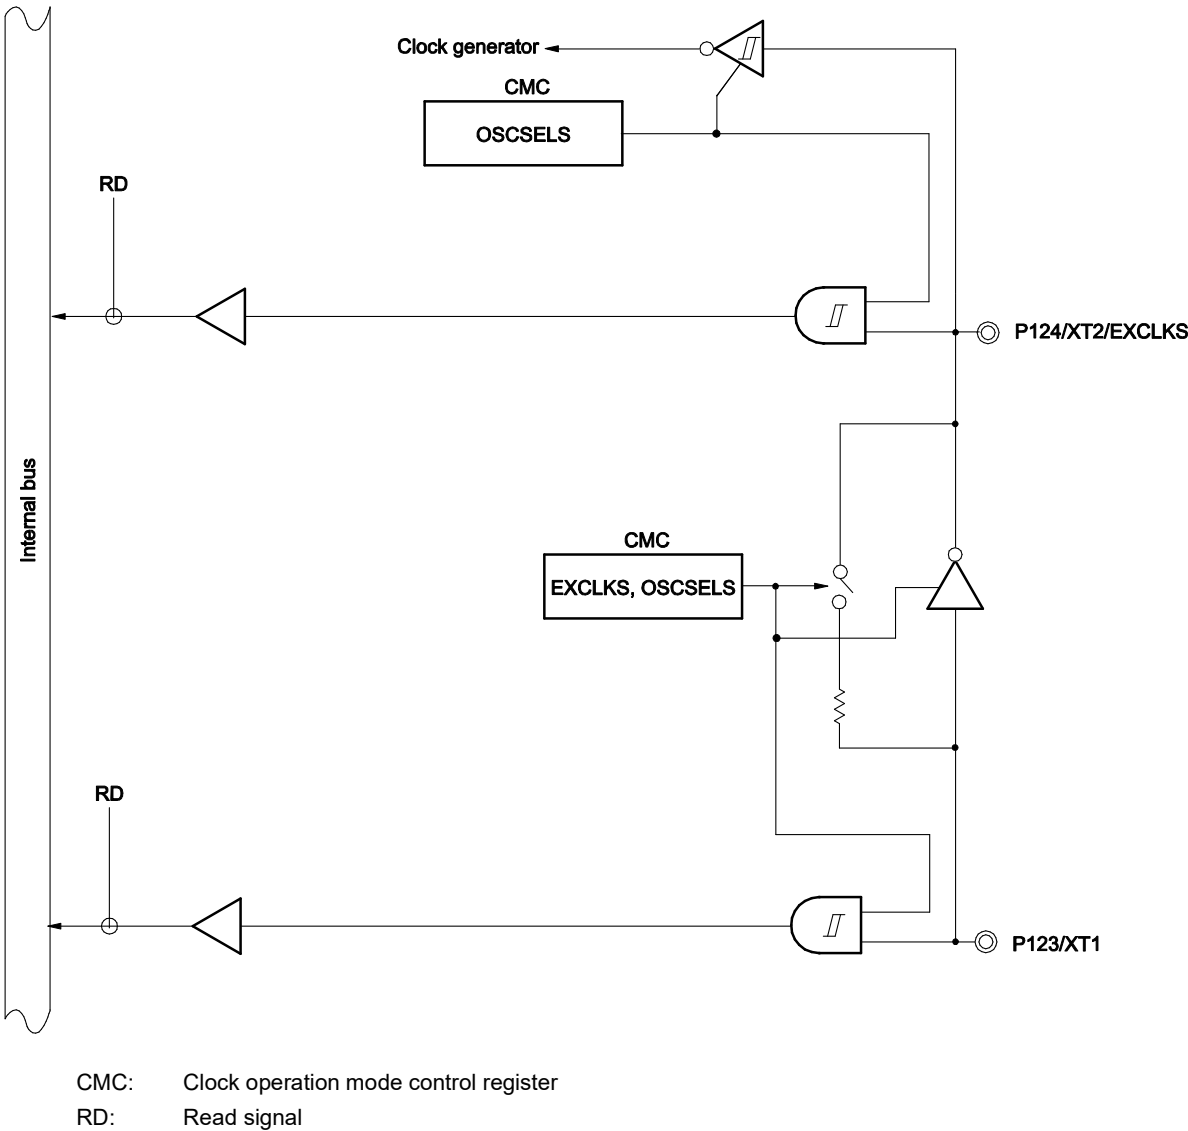 Clock generator
CMC
OSCSELS
RD
P124/XT2/EXCLKS
Internal bus
CMC
EXCLKS, OSCSELS
RD
P123/XT1
CMC: Clock operation mode control register
RD: Read signal